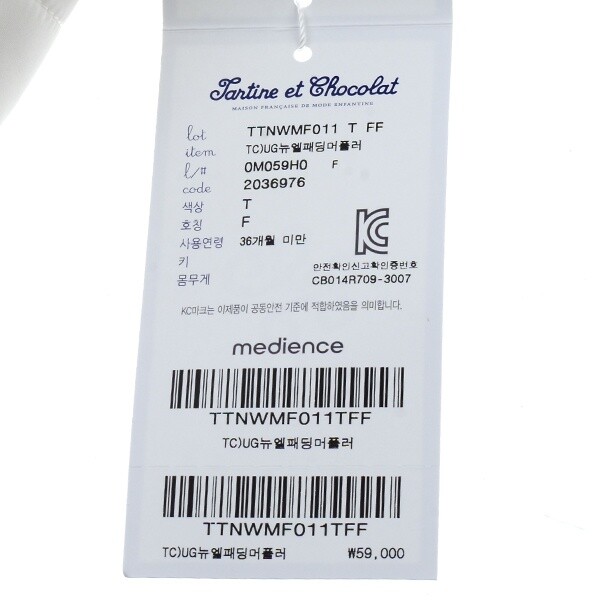 Tartine et Chocolat
MAISON FRANÇAISE DE MODE ENFANTINE
lot TTNWMF011 T FF
item TC)UG뉴엘패딩머플러
l/# 0M059H0 F
code 2036976
색상 T
호칭 F
사용연령 36개월 미만
키
몸무게
KC
안전확인신고확인증번호
CB014R709-3007
KC마크는 이제품이 공동안전 기준에 적합하였음을 의미합니다.
medience
TTNWMF011TFF
TC)UG뉴엘패딩머플러
TTNWMF011TFF
TC)UG뉴엘패딩머플러 ₩59,000